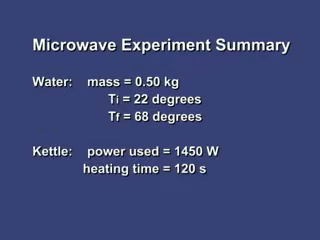 Microwave Experiment Summary
Water: mass = 0.50 kg
Ti = 22 degrees
Tf = 68 degrees
Kettle: power used = 1450 W
heating time = 120 s